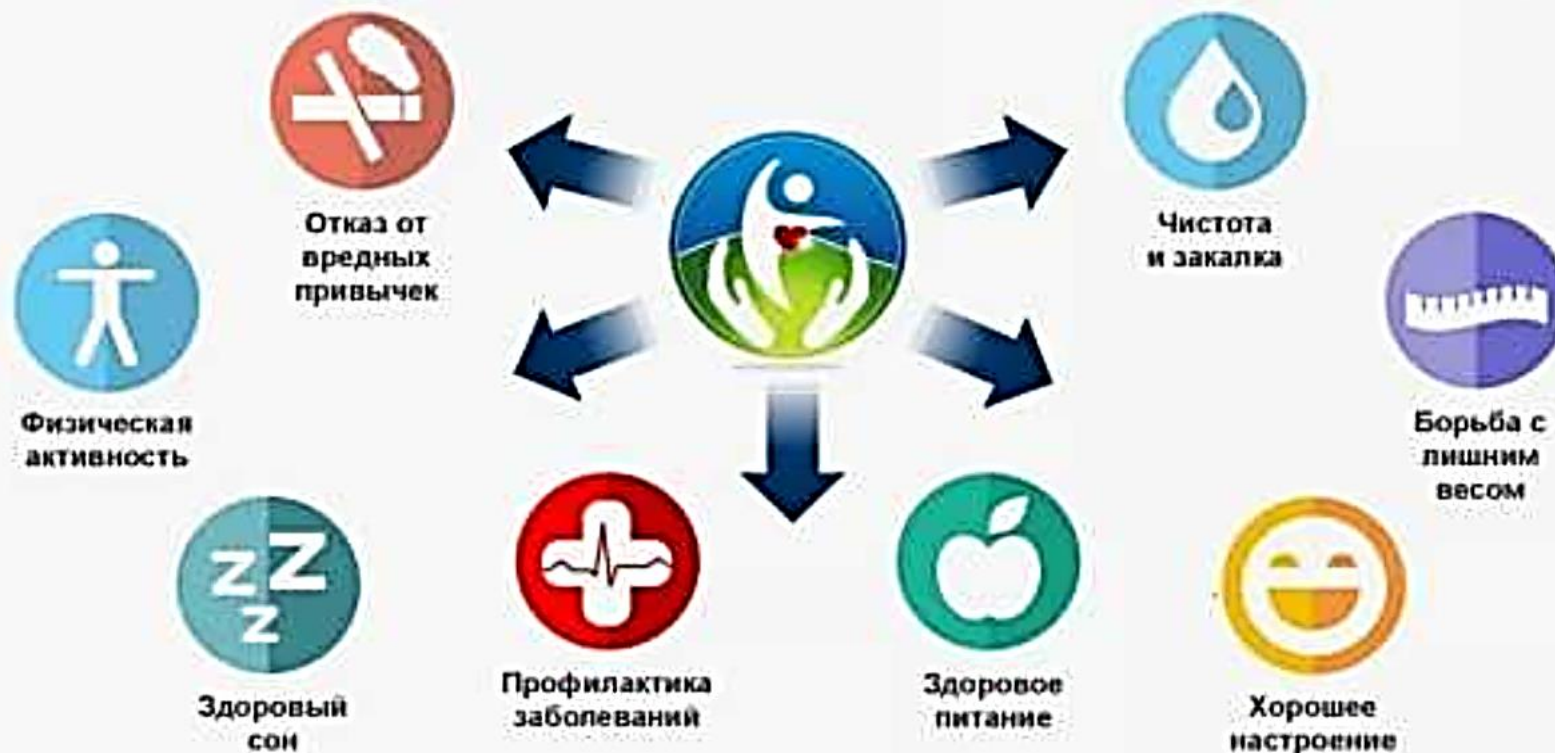 Отказ от
вредных
привычек
Чистота
и закалка
Физическая
активность
Борьба с
лишним
весом
Здоровый
сон
Профилактика
заболеваний
Здоровое
питание
Хорошее
настроение